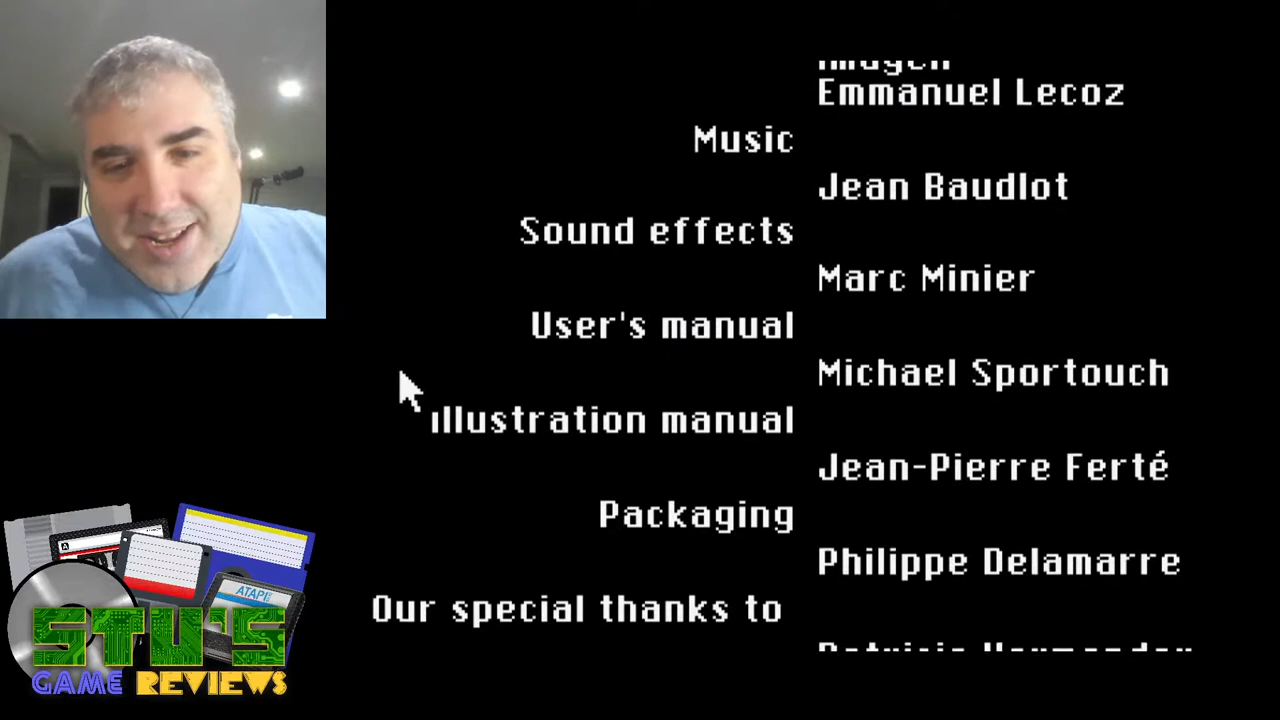 Emmanuel Lecoz
Music
Jean Baudlot
Sound effects
Marc Minier
User's manual
Michael Sportouch
illustration manual
Jean-Pierre Ferté
Packaging
Philippe Delamarre
Our special thanks to
A
ATARI
STU'S
GAME REVIEWS